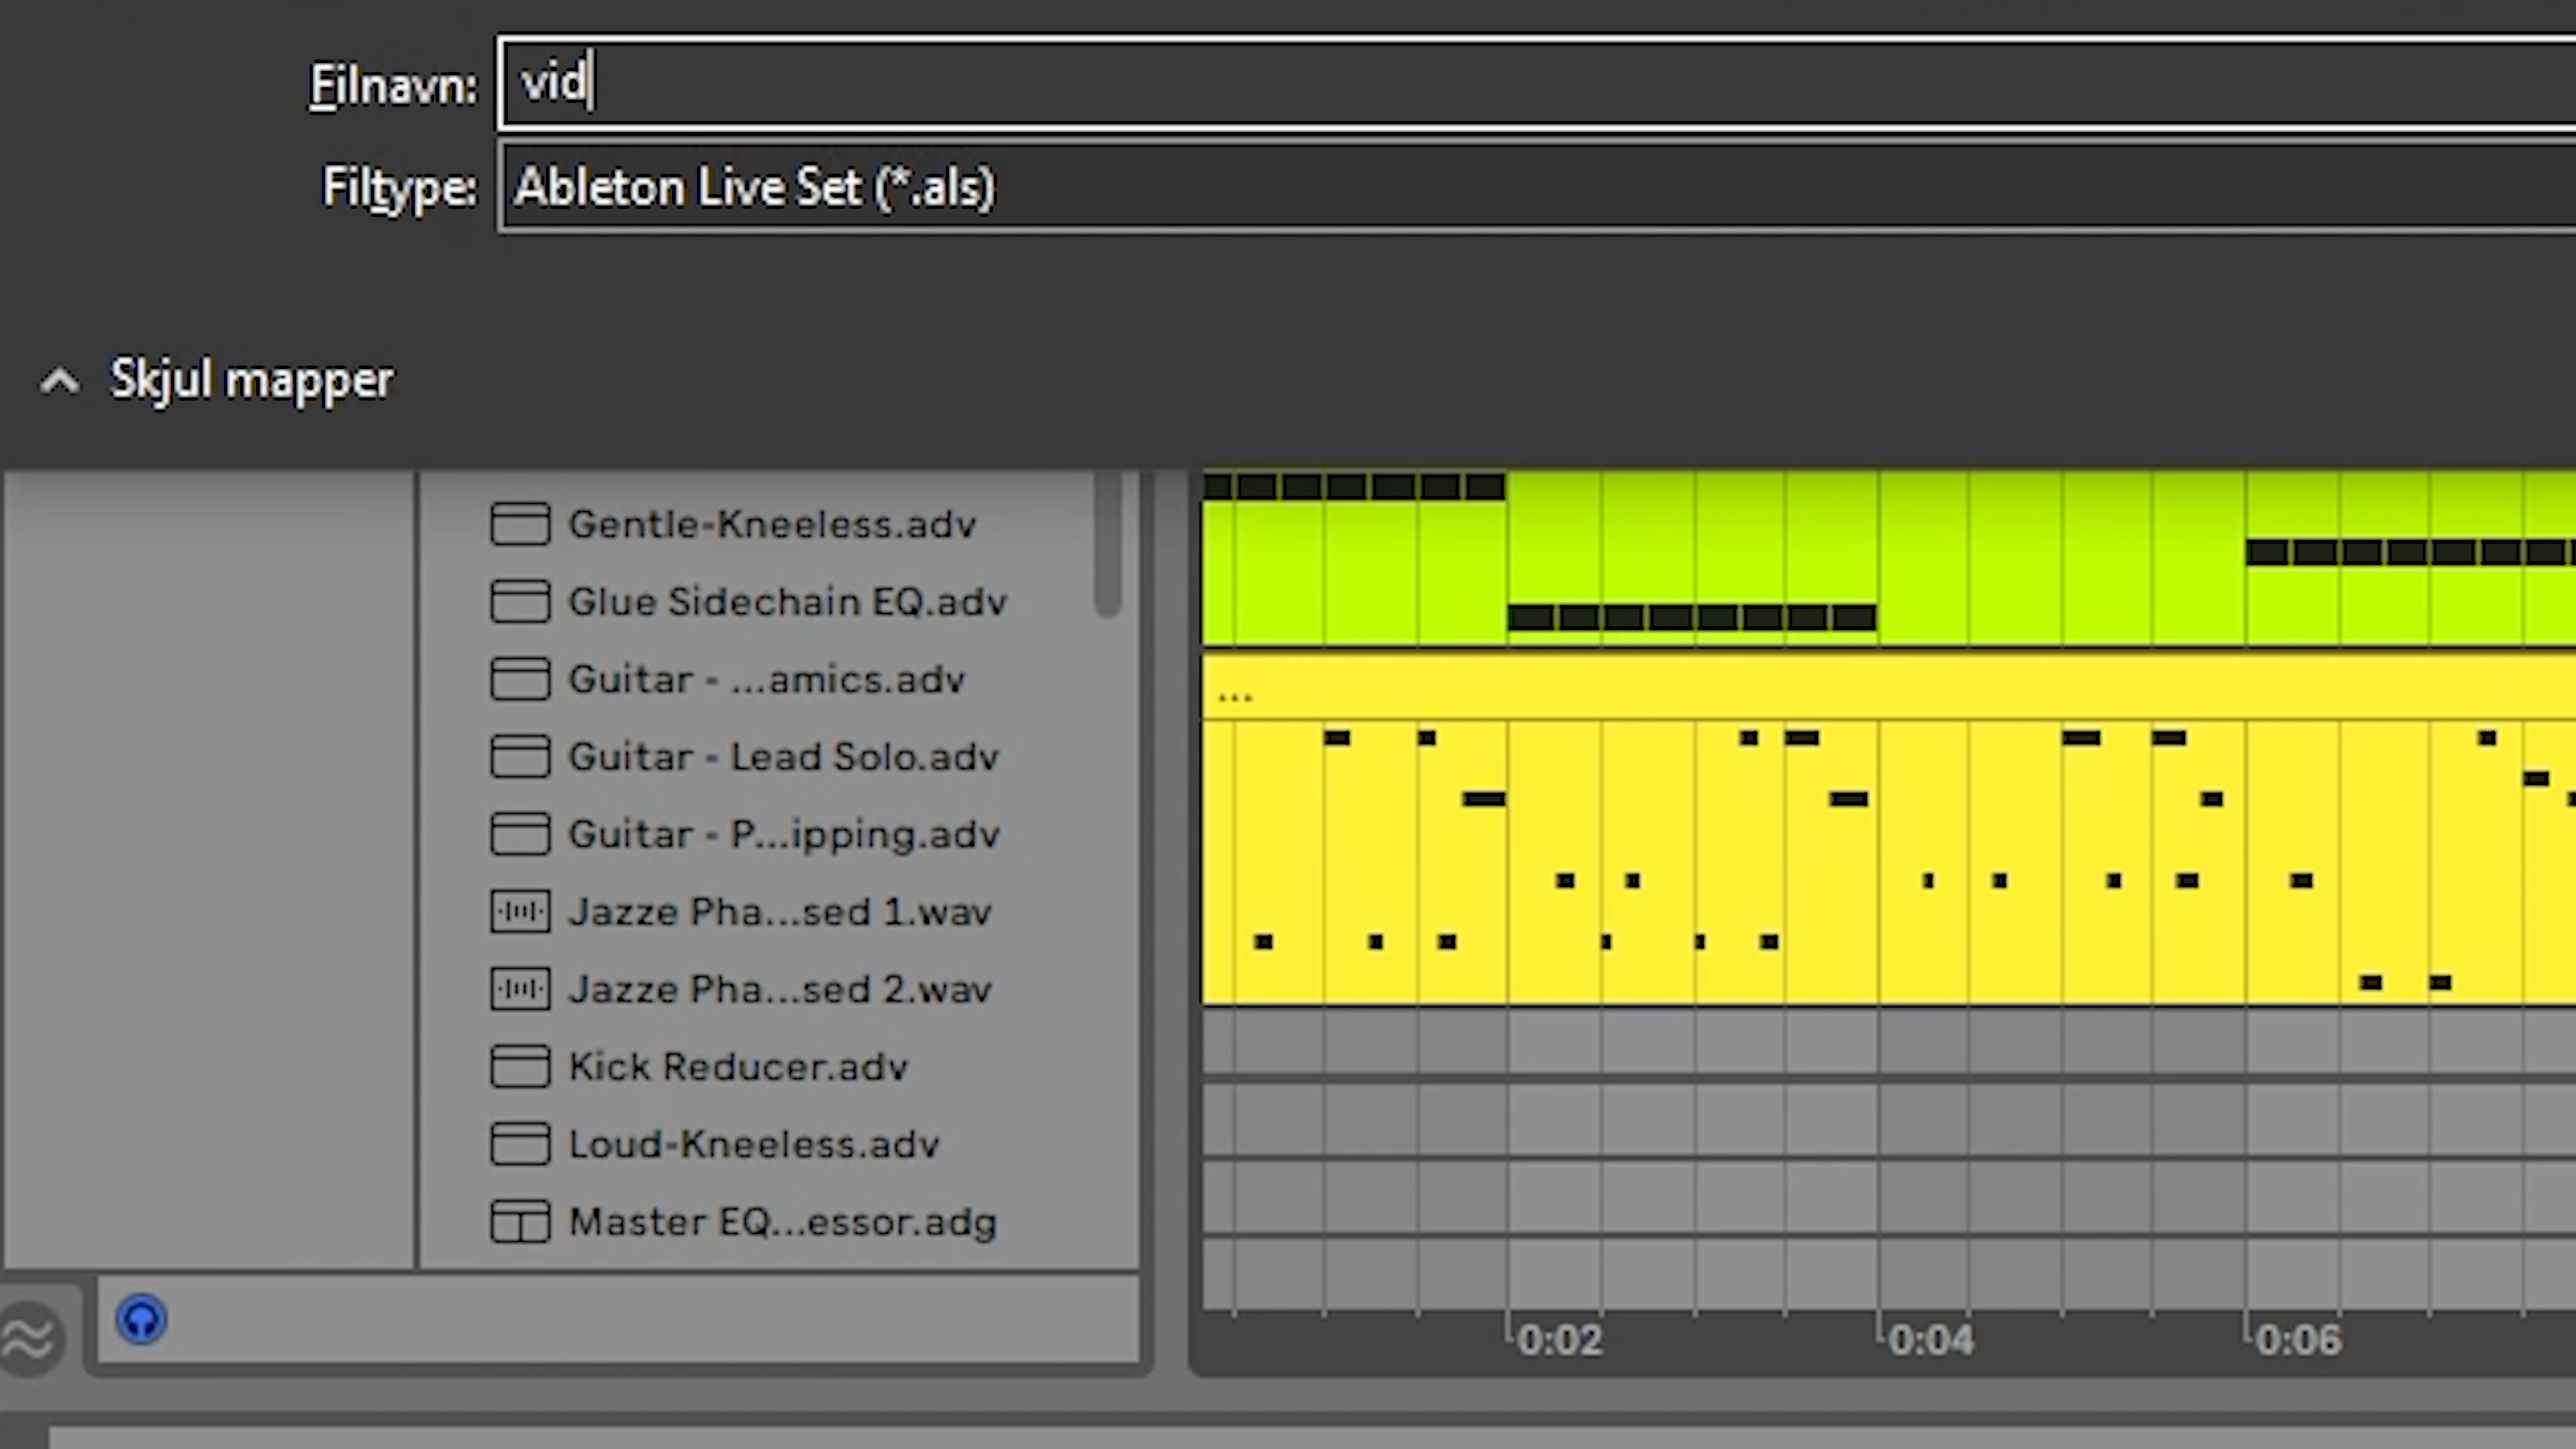 Filnavn: vid
Filtype: Ableton Live Set (*.als)
Skjul mapper
Gentle-Kneeless.adv
Glue Sidechain EQ.adv
Guitar - ...amics.adv
...
Guitar - Lead Solo.adv
Guitar - P...ipping.adv
Jazze Pha...sed 1.wav
Jazze Pha...sed 2.wav
Kick Reducer.adv
Loud-Kneeless.adv
Master EQ...essor.adg
0:02 0:04 0:06